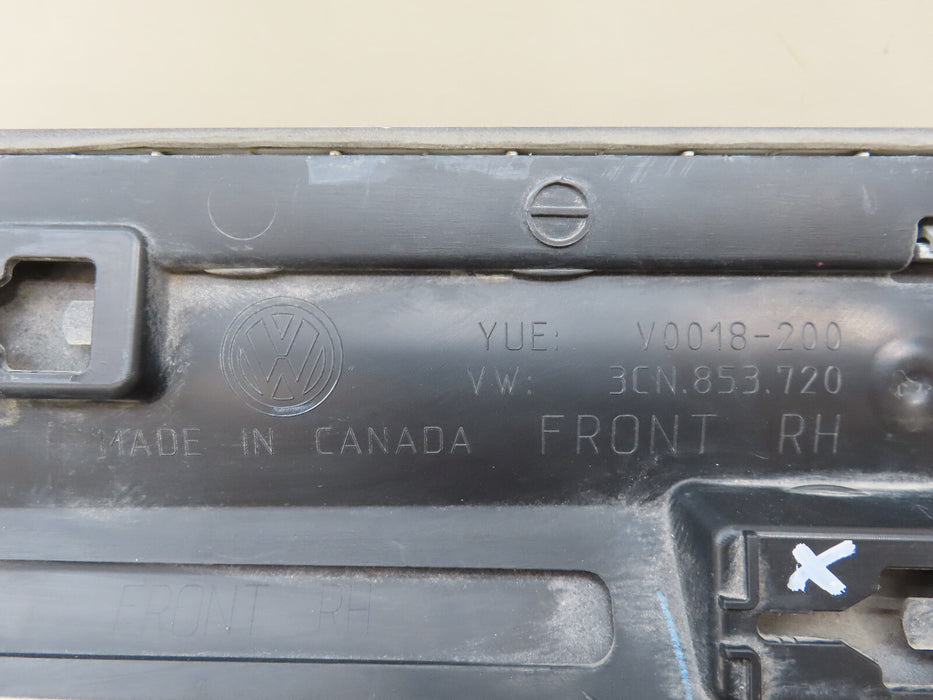 YUE: V0018-200
VW: 3CN.853.720
MADE IN CANADA FRONT RH
FRONT RH